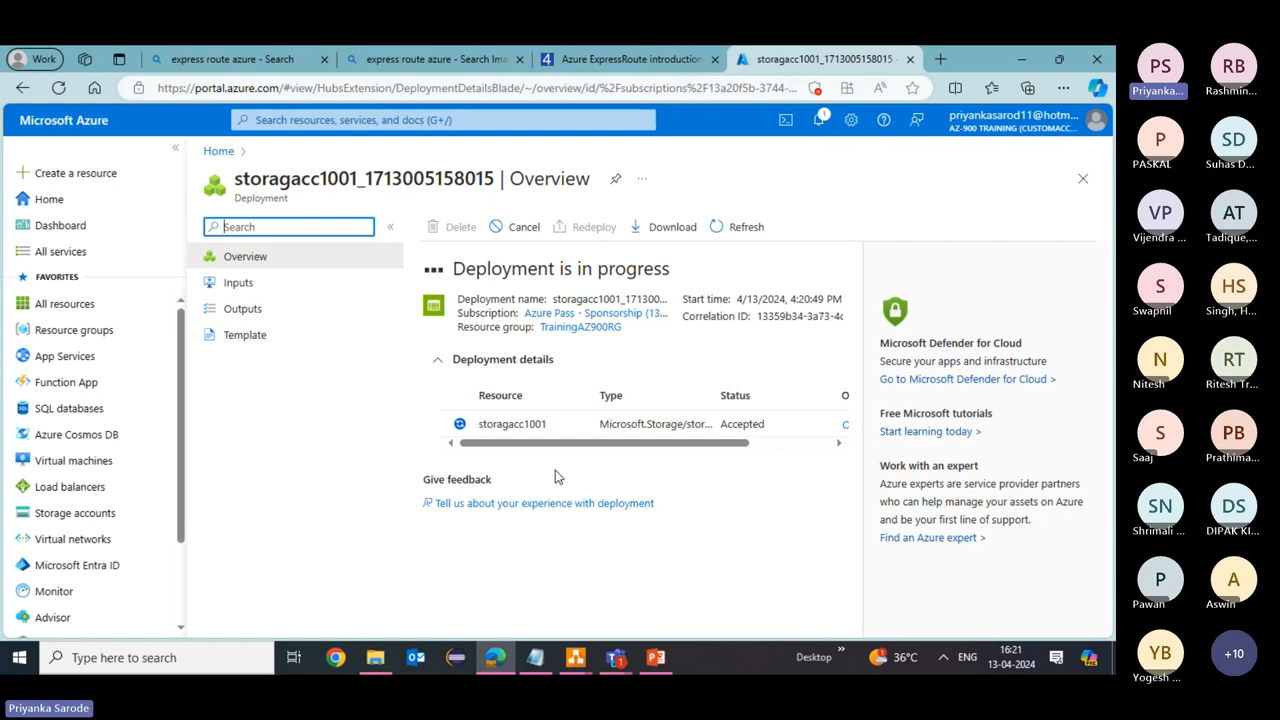 Work
express route azure - Search
express route azure - Search Ima
Azure ExpressRoute introduction
storagacc1001_1713005158015 -
https://portal.azure.com/#view/HubsExtension/DeploymentDetailsBlade/~/overview/id/%2Fsubscriptions%2F13a20f5b-3744-...
Microsoft Azure
Search resources, services, and docs (G+/)
1
priyankasarod11@hotm...
AZ-900 TRAINING (CUSTOMACC...
Create a resource
Home
Dashboard
All services
FAVORITES
All resources
Resource groups
App Services
Function App
SQL databases
Azure Cosmos DB
Virtual machines
Load balancers
Storage accounts
Virtual networks
Microsoft Entra ID
Monitor
Advisor
Home
storagacc1001_1713005158015 | Overview
Deployment
Search
Overview
Inputs
Outputs
Template
Delete
Cancel
Redeploy
Download
Refresh
Deployment is in progress
Deployment name: storagacc1001_171300...
Subscription: Azure Pass - Sponsorship (13...
Resource group: TrainingAZ900RG
Start time: 4/13/2024, 4:20:49 PM
Correlation ID: 13359b34-3a73-4c
Deployment details
Resource Type Status O
storagacc1001 Microsoft.Storage/stor... Accepted
Give feedback
Tell us about your experience with deployment
Microsoft Defender for Cloud
Secure your apps and infrastructure
Go to Microsoft Defender for Cloud >
Free Microsoft tutorials
Start learning today >
Work with an expert
Azure experts are service provider partners
who can help manage your assets on Azure
and be your first line of support.
Find an Azure expert >
Type here to search
Desktop
36°C
ENG
16:21
13-04-2024
PS
Priyanka...
RB
Rashmin...
P
PASKAL
SD
Suhas D...
VP
Vijendra ...
AT
Tadique,...
S
Swapnil
HS
Singh, H...
N
Nitesh
RT
Ritesh Tr...
S
Saaj
PB
Prathima...
SN
Shrimali ...
DS
DIPAK KI...
P
Pawan
A
Aswin
YB
Yogesh ...
+10
Priyanka Sarode